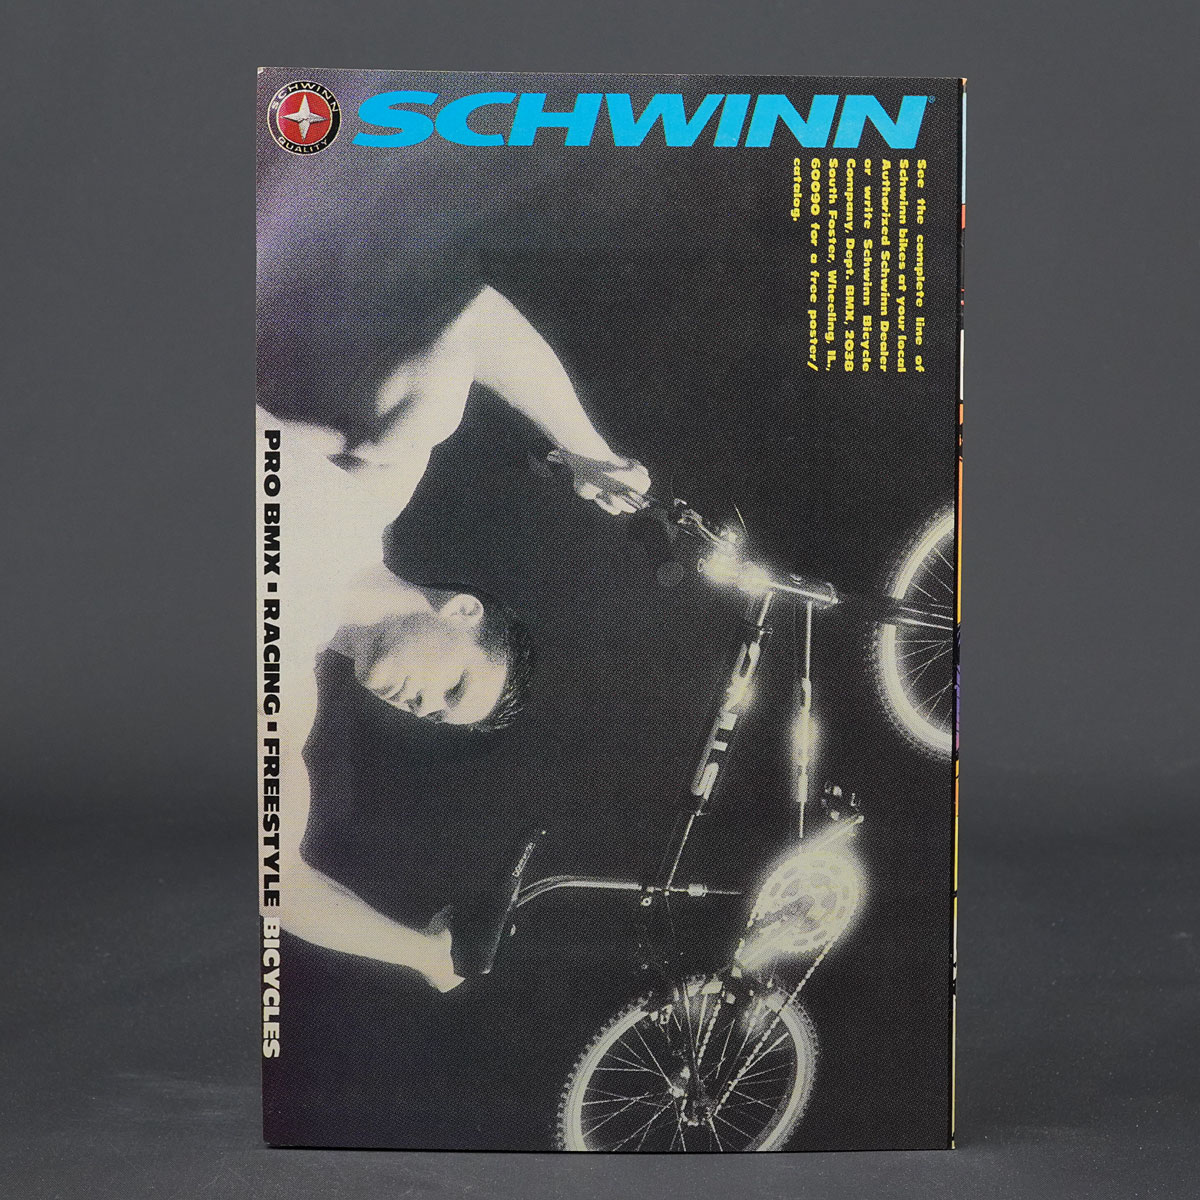 SCHWINN
QUALITY
SCHWINN®
See the complete line of
Schwinn bikes at your local
Authorized Schwinn Dealer
or write Schwinn Bicycle
Company, Dept. BMX, 2038
South Foster, Wheeling, IL.,
60090 for a free poster/
catalog.
PRO BMX ▪ RACING ▪ FREESTYLE BICYCLES